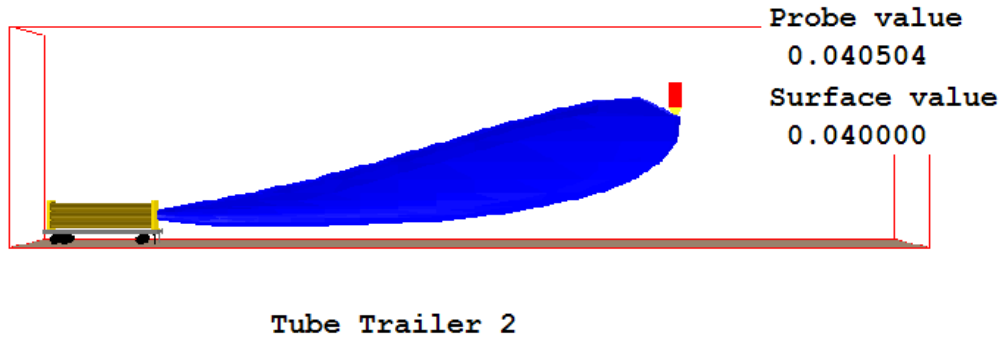 Probe value
0.040504
Surface value
0.040000
Tube Trailer 2